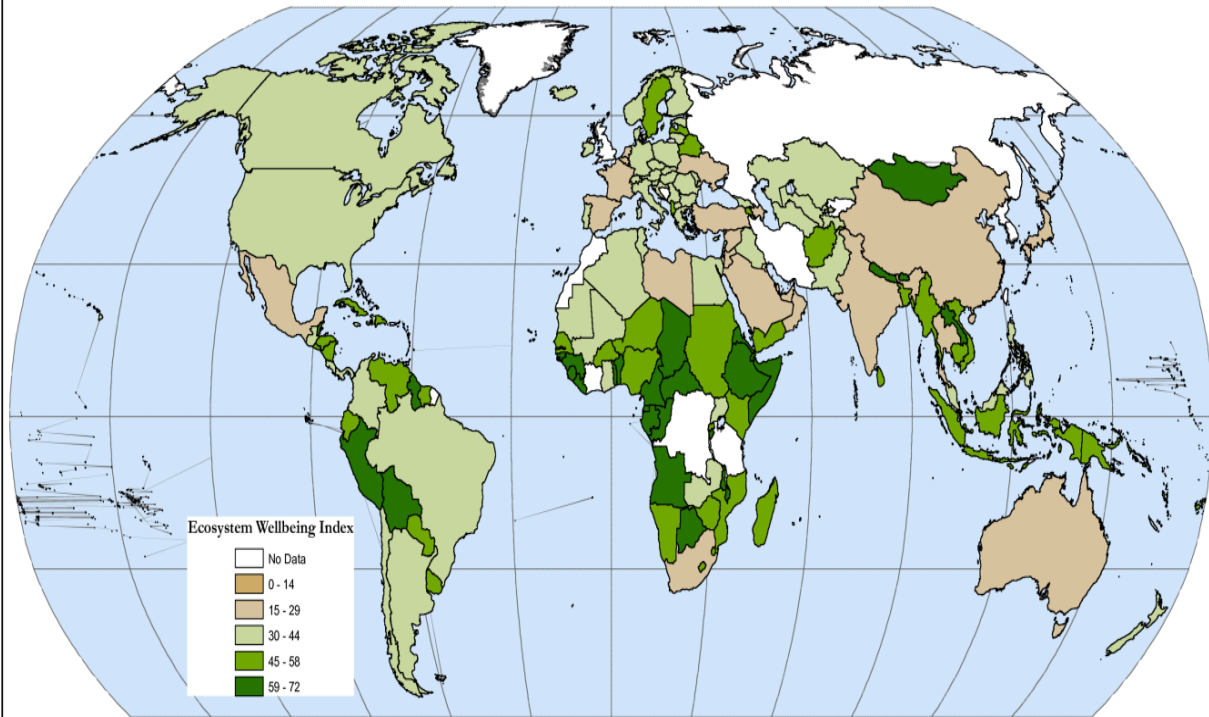 Ecosystem Wellbeing Index
No Data
0 - 14
15 - 29
30 - 44
45 - 58
59 - 72